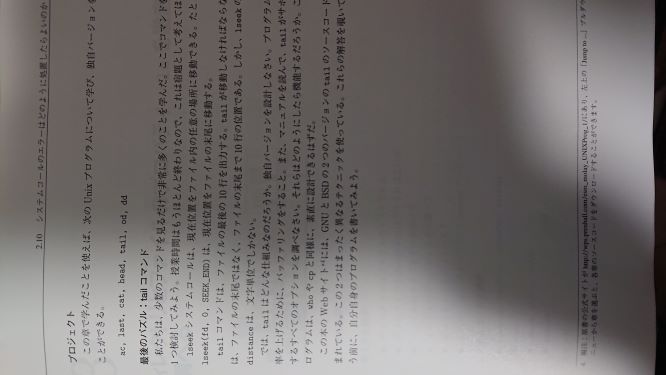 2.10 システムコールのエラーはどのように処置したらよいのか
プロジェクト
この章で学んだことを使えば、次の Unix プログラムについて学び、独自バージョンを
ことができる。
ac, last, cat, head, tail, od, dd
最後のパズル：tail コマンド
私たちは、少数のコマンドを見るだけで非常に多くのことを学んだ。ここでコマンドを
1つ検討してみよう。授業時間はもうほとんど終わりなので、これは宿題として考えてほ
lseek システムコールは、現在位置をファイル内の任意の場所に移動できる。たと
lseek(fd, 0, SEEK_END) は、現在位置をファイルの末尾に移動する。
tail コマンドは、ファイルの最後の 10 行を出力する。tail が移動しなければならな
は、ファイルの末尾ではなく、ファイルの末尾まで 10 行の位置である。しかし、lseek の
distance は、文字単位でしかない。
では、tail はどんな仕組みなのだろうか。独自バージョンを設計しなさい。プログラム
率を上げるために、バッファリングをすること。また、マニュアルを読んで、tail がサポ
するすべてのオプションを調べなさい。それらはどのようにしたら機能するだろうか。こ
ログラムは、who や cp と同様に、素直に設計できるはずだ。
この本の Web サイト には、GNU と BSD の 2 つのバージョンの tail のソースコード
まれている。この 2 つはまったく異なるテクニックを使っている。これらの解答を覗いて
う前に、自分自身のプログラムを書いてみよう。
訳注：原書の公式サイトが にあり、左上の「Jump to ...」プルダウ
ニューから章を選ぶと、各章のソースコードをダウンロードすることができます。